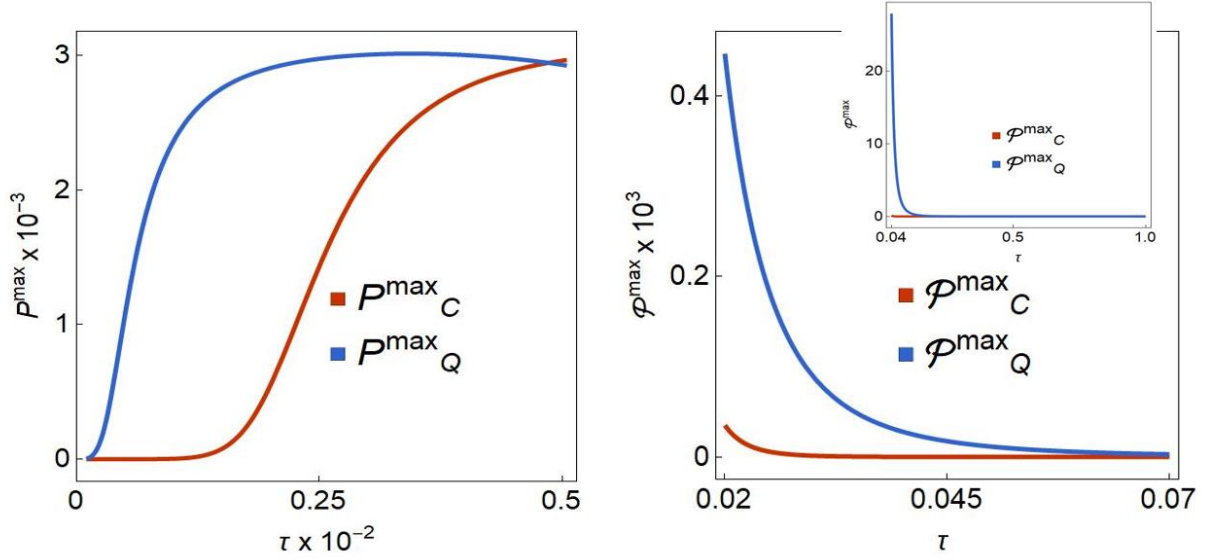 3
2
1
0
P^max x 10^−3
P^max_C
P^max_Q
0
0.25
0.5
τ x 10^−2
0.4
0.2
0
𝒫^max x 10^3
𝒫^max_C
𝒫^max_Q
0.02
0.045
0.07
τ
20
10
0
𝒫^max
𝒫^max_C
𝒫^max_Q
0.04
0.5
1.0
τ